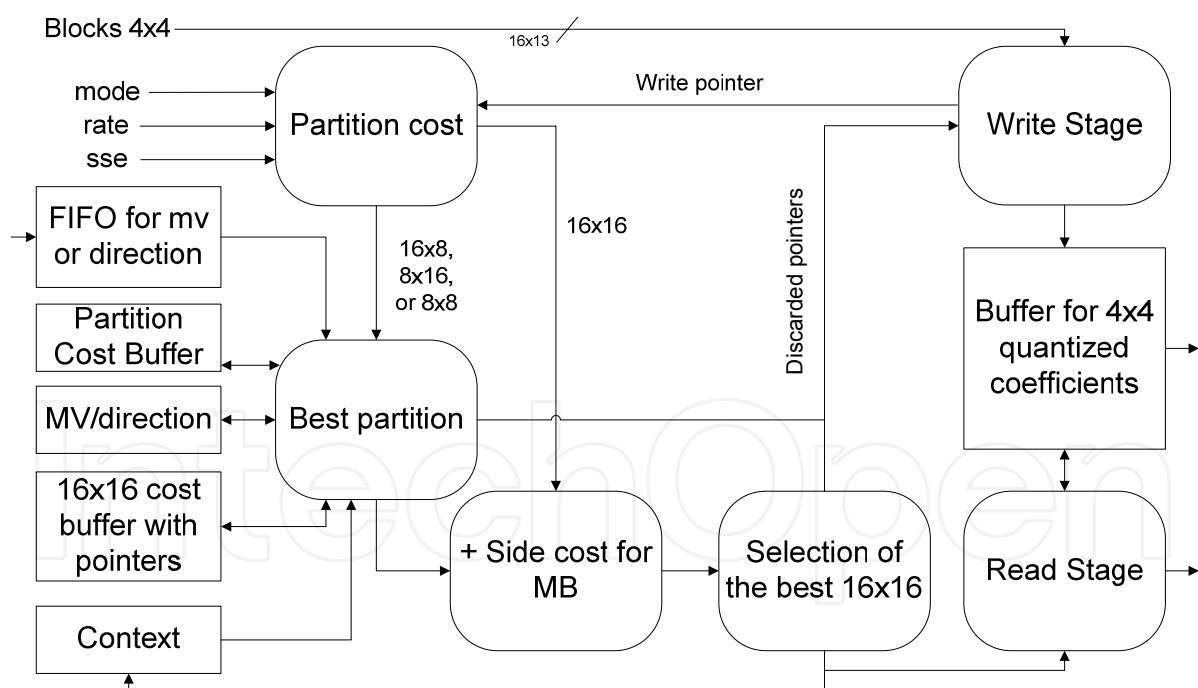 Blocks 4x4
16x13
mode
rate
sse
Partition cost
Write pointer
Write Stage
FIFO for mv
or direction
16x8,
8x16,
or 8x8
16x16
Discarded pointers
Partition
Cost Buffer
Buffer for 4x4
quantized
coefficients
MV/direction
Best partition
16x16 cost
buffer with
pointers
+ Side cost for
MB
Selection of
the best 16x16
Read Stage
Context
IntechOpen